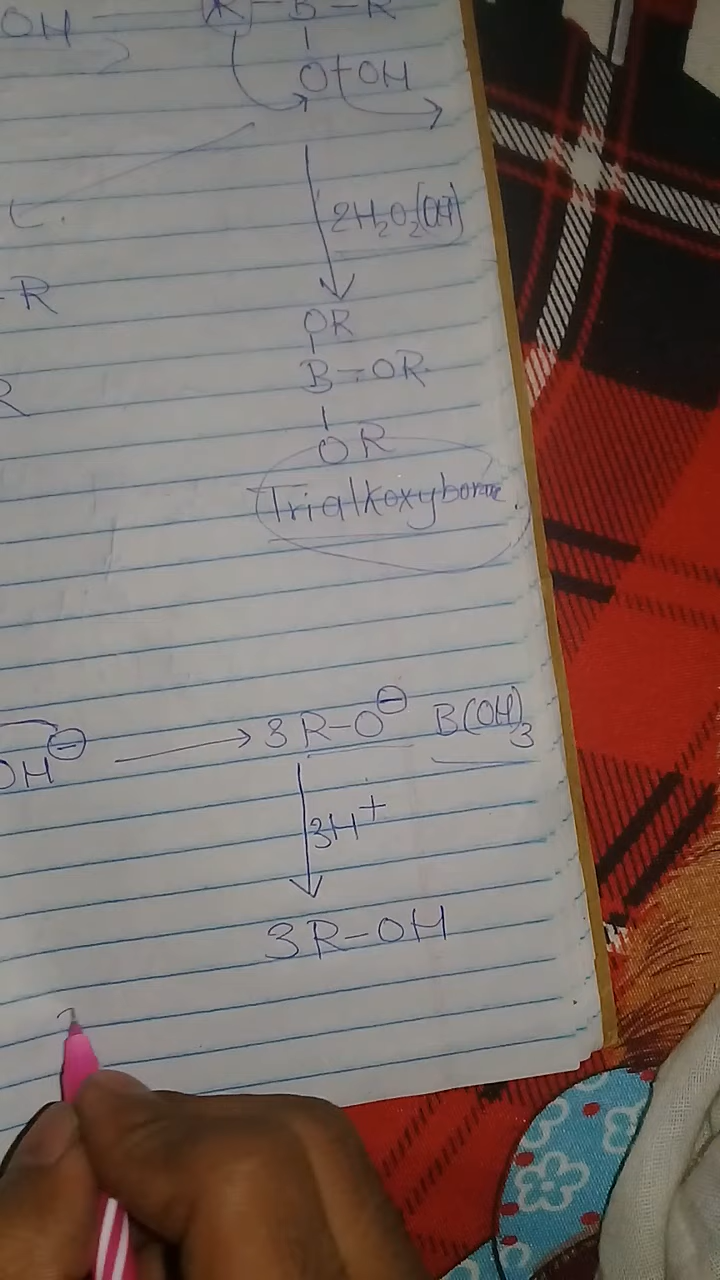 OH R-B-R
O+OH
2H₂O₂(OH)
-R
OR
B-OR
R
OR
Trialkoxyborane
OH⊖ → 3R-O⊖ B(OH)₃
3H⁺
3R-OH